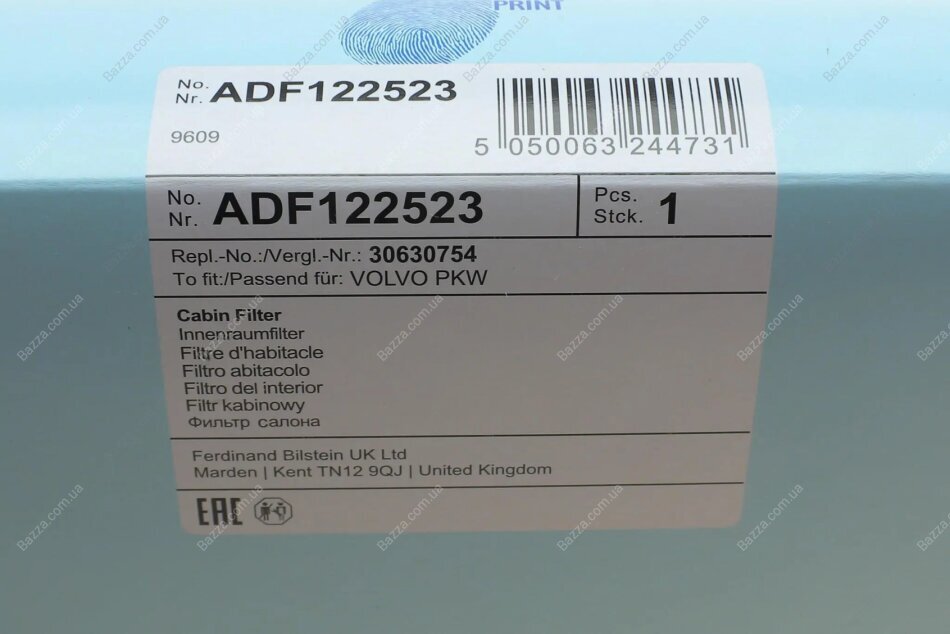 PRINT
No. Nr. ADF122523
9609
5 050063 244731
No. Nr. ADF122523
Pcs. Stck. 1
Repl.-No.:/Vergl.-Nr.: 30630754
To fit:/Passend für: VOLVO PKW
Cabin Filter
Innenraumfilter
Filtre d'habitacle
Filtro abitacolo
Filtro del interior
Filtr kabinowy
Фильтр салона
Ferdinand Bilstein UK Ltd
Marden | Kent TN12 9QJ | United Kingdom
EAC
Bazza.com.ua